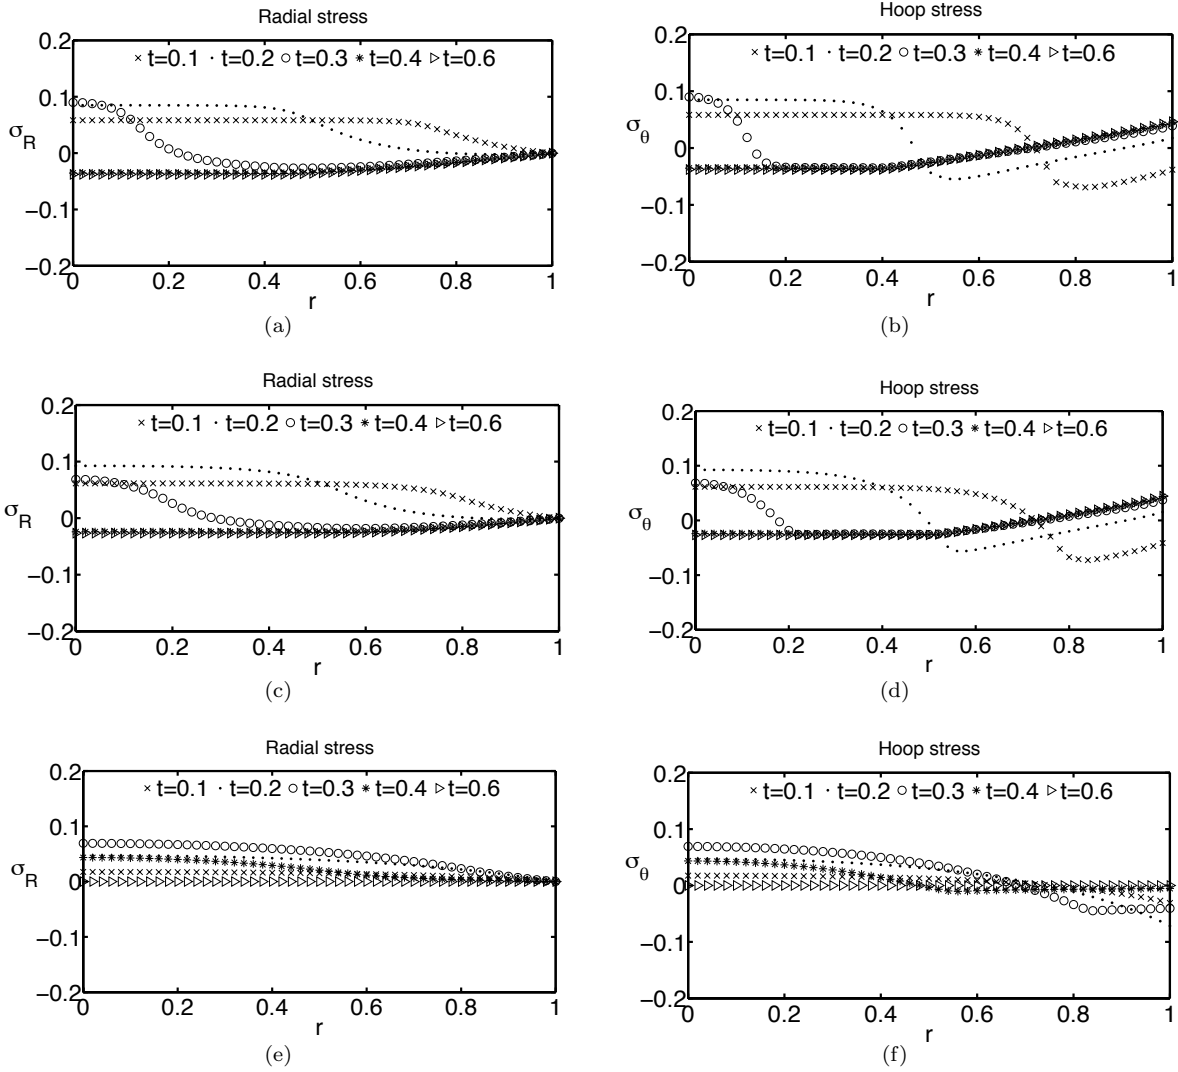 Radial stress
0.2
0.1
0
−0.1
−0.2
σR
× t=0.1 · t=0.2 ○ t=0.3 ∗ t=0.4 ▷ t=0.6
0 0.2 0.4 0.6 0.8 1
r
(a)
Hoop stress
0.2
0.1
0
−0.1
−0.2
σθ
× t=0.1 · t=0.2 ○ t=0.3 ∗ t=0.4 ▷ t=0.6
0 0.2 0.4 0.6 0.8 1
r
(b)
Radial stress
0.2
0.1
0
−0.1
−0.2
σR
× t=0.1 · t=0.2 ○ t=0.3 ∗ t=0.4 ▷ t=0.6
0 0.2 0.4 0.6 0.8 1
r
(c)
Hoop stress
0.2
0.1
0
−0.1
−0.2
σθ
× t=0.1 · t=0.2 ○ t=0.3 ∗ t=0.4 ▷ t=0.6
0 0.2 0.4 0.6 0.8 1
r
(d)
Radial stress
0.2
0.1
0
−0.1
−0.2
σR
× t=0.1 · t=0.2 ○ t=0.3 ∗ t=0.4 ▷ t=0.6
0 0.2 0.4 0.6 0.8 1
r
(e)
Hoop stress
0.2
0.1
0
−0.1
−0.2
σθ
× t=0.1 · t=0.2 ○ t=0.3 ∗ t=0.4 ▷ t=0.6
0 0.2 0.4 0.6 0.8 1
r
(f)